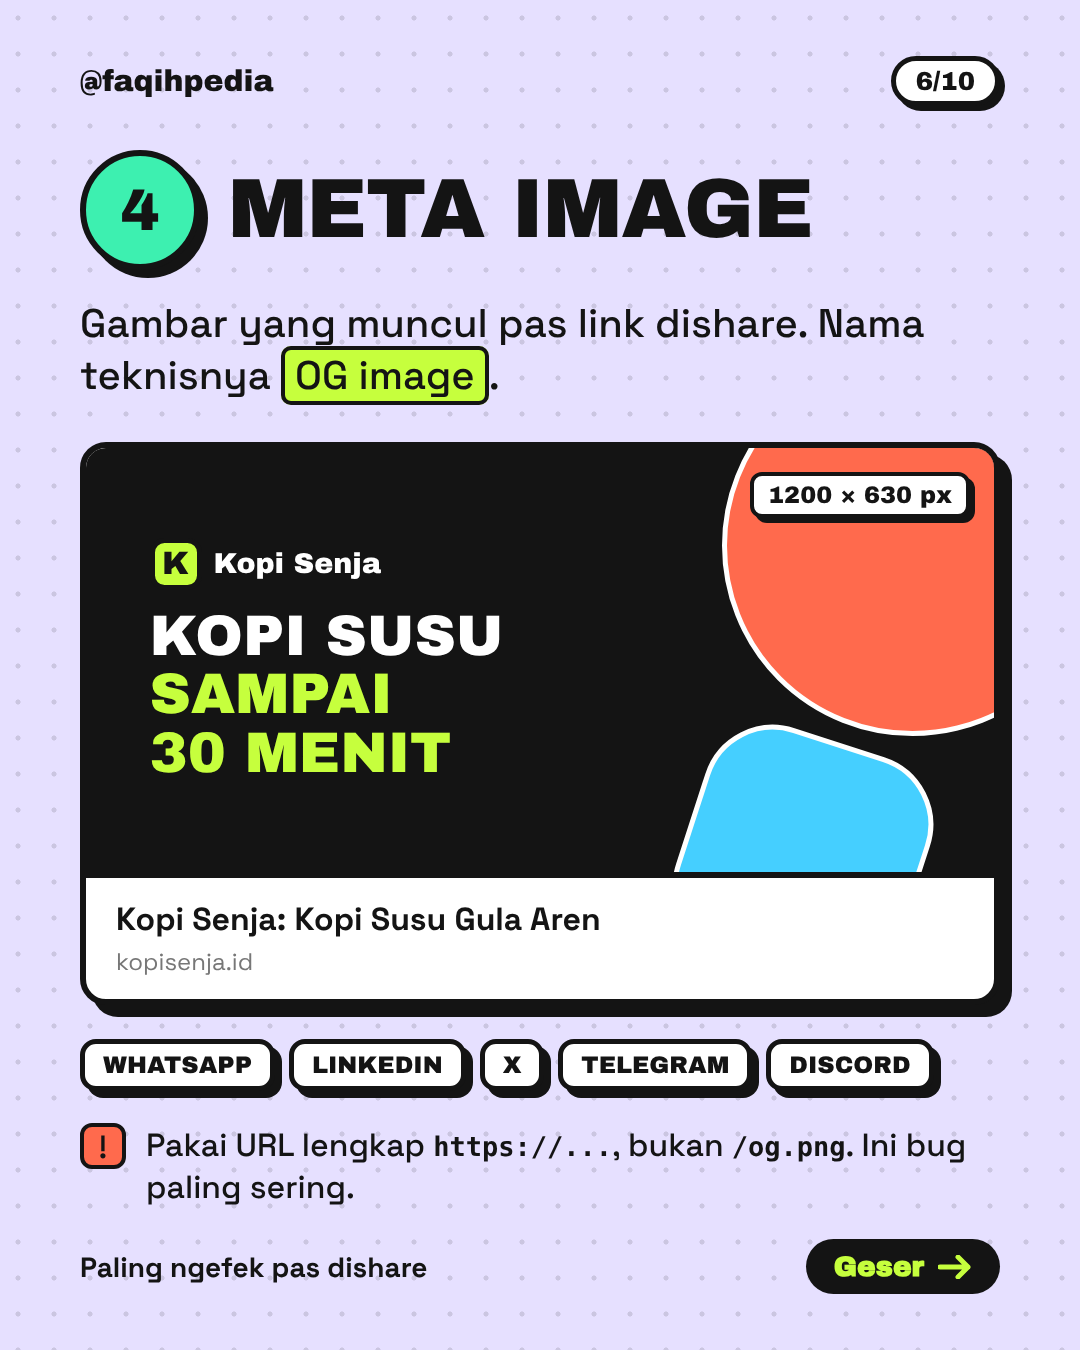 @faqihpedia
6/10
4
META IMAGE
Gambar yang muncul pas link dishare. Nama
teknisnya OG image.
1200 × 630 px
K Kopi Senja
KOPI SUSU
SAMPAI
30 MENIT
Kopi Senja: Kopi Susu Gula Aren
kopisenja.id
WHATSAPP LINKEDIN X TELEGRAM DISCORD
! Pakai URL lengkap https://..., bukan /og.png. Ini bug
paling sering.
Paling ngefek pas dishare
Geser →